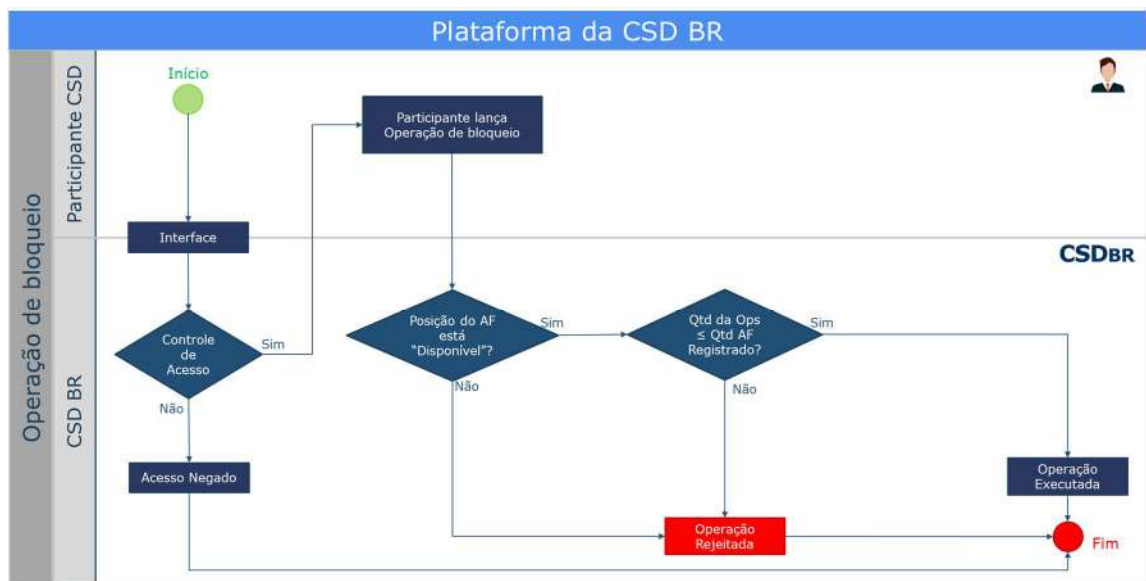 Plataforma da CSD BR
Operação de bloqueio
Participante CSD
Início
Participante lança
Operação de bloqueio
Interface
CSD BR
CSDBR
Controle
de
Acesso
Sim
Não
Posição do AF
está
"Disponível"?
Sim
Não
Qtd da Ops
≤ Qtd AF
Registrado?
Sim
Não
Acesso Negado
Operação
Executada
Operação
Rejeitada
Fim